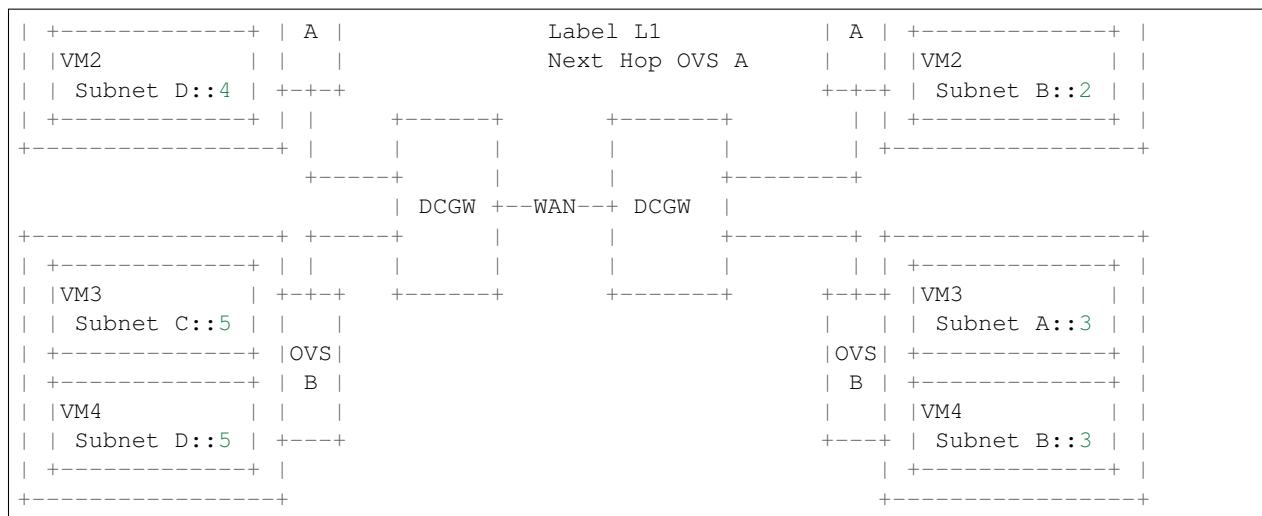 | +-------------+ | A |              Label L1            | A | +-------------+ |
| |VM2          | |   |              Next Hop OVS A      |   | |VM2          | |
| | Subnet D::4 | +-+-+                                  +-+-+ | Subnet B::2 | |
| +-------------+ | |     +------+       +-------+         | | +-------------+ |
+-----------------+ |     |      |       |       |         | +-----------------+
                    +-----+      |       |       +---------+
                          | DCGW +--WAN--+ DCGW  |
+-----------------+ +-----+      |       |       +---------+ +-----------------+
| +-------------+ | |     |      |       |       |         | | +-------------+ |
| |VM3          | +-+-+   +------+       +-------+       +-+-+ |VM3          | |
| | Subnet C::5 | |   |                                  |   | | Subnet A::3 | |
| +-------------+ |OVS|                                  |OVS| +-------------+ |
| +-------------+ | B |                                  | B | +-------------+ |
| |VM4          | |   |                                  |   | |VM4          | |
| | Subnet D::5 | +---+                                  +---+ | Subnet B::3 | |
| +-------------+ |                                          | +-------------+ |
+-----------------+                                          +-----------------+